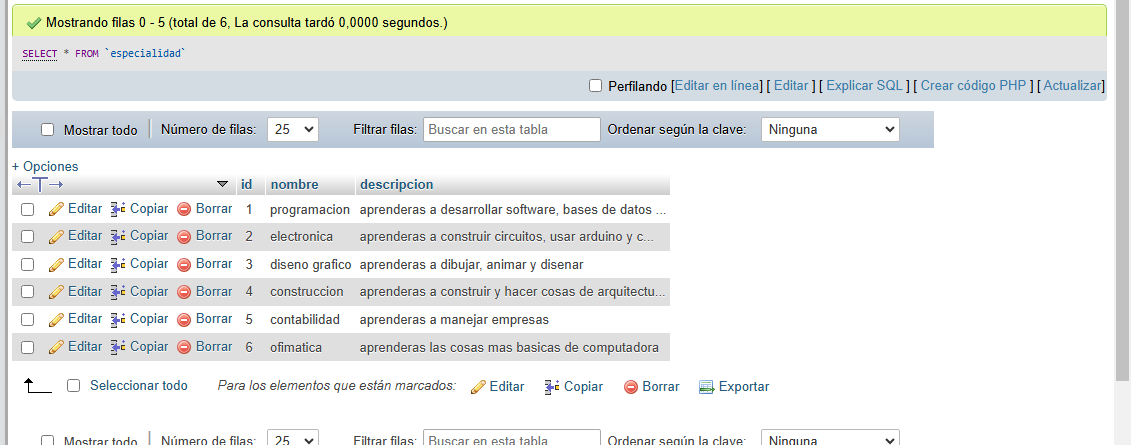 Mostrando filas 0 - 5 (total de 6, La consulta tardó 0,0000 segundos.)
SELECT * FROM `especialidad`
Perfilando [Editar en línea] [ Editar ] [ Explicar SQL ] [ Crear código PHP ] [ Actualizar]
Mostrar todo Número de filas: 25 Filtrar filas: Buscar en esta tabla Ordenar según la clave: Ninguna
+ Opciones
id nombre descripcion
Editar Copiar Borrar 1 programacion aprenderas a desarrollar software, bases de datos ...
Editar Copiar Borrar 2 electronica aprenderas a construir circuitos, usar arduino y c...
Editar Copiar Borrar 3 diseno grafico aprenderas a dibujar, animar y disenar
Editar Copiar Borrar 4 construccion aprenderas a construir y hacer cosas de arquitectu...
Editar Copiar Borrar 5 contabilidad aprenderas a manejar empresas
Editar Copiar Borrar 6 ofimatica aprenderas las cosas mas basicas de computadora
Seleccionar todo Para los elementos que están marcados: Editar Copiar Borrar Exportar
Mostrar todo Número de filas: 25 Filtrar filas: Buscar en esta tabla Ordenar según la clave: Ninguna